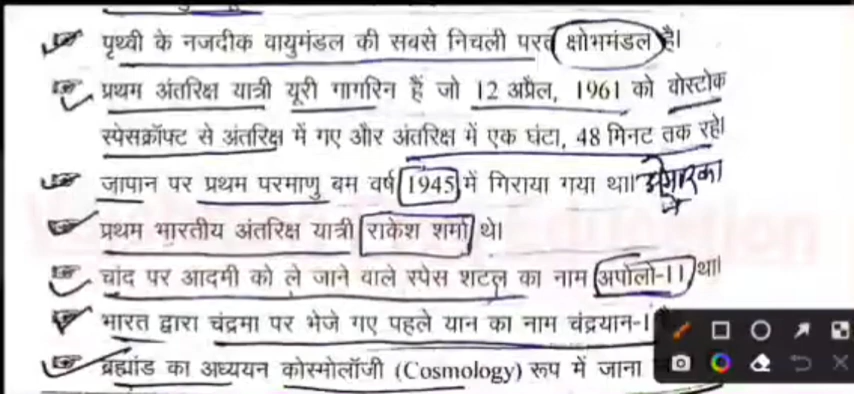 पृथ्वी के नजदीक वायुमंडल की सबसे निचली परत क्षोभमंडल है।
प्रथम अंतरिक्ष यात्री यूरी गागरिन हैं जो 12 अप्रैल, 1961 को वोस्टोक
स्पेसक्रॉफ्ट से अंतरिक्ष में गए और अंतरिक्ष में एक घंटा, 48 मिनट तक रहे।
जापान पर प्रथम परमाणु बम वर्ष 1945 में गिराया गया था।
प्रथम भारतीय अंतरिक्ष यात्री राकेश शर्मा थे।
चांद पर आदमी को ले जाने वाले स्पेस शटल का नाम अपोलो-11 था।
भारत द्वारा चंद्रमा पर भेजे गए पहले यान का नाम चंद्रयान-1
ब्रह्मांड का अध्ययन कोस्मोलॉजी (Cosmology) रूप में जाना